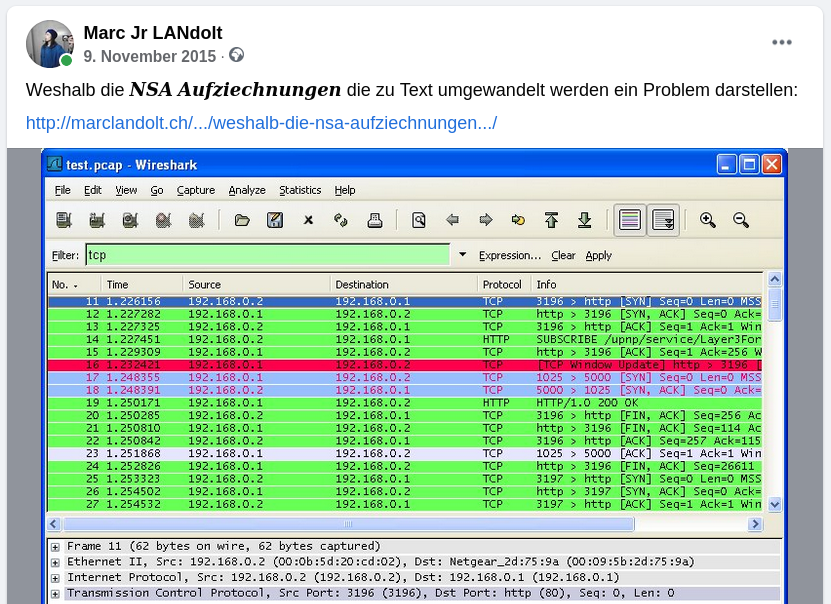 Marc Jr LANdolt
9. November 2015 ·
Weshalb die NSA Aufziechnungen die zu Text umgewandelt werden ein Problem darstellen:
http://marclandolt.ch/.../weshalb-die-nsa-aufziechnungen.../
test.pcap - Wireshark
File Edit View Go Capture Analyze Statistics Help
Filter: tcp Expression... Clear Apply
No. Time Source Destination Protocol Info
11 1.226156 192.168.0.2 192.168.0.1 TCP 3196 > http [SYN] Seq=0 Len=0 MSS
12 1.227282 192.168.0.1 192.168.0.2 TCP http > 3196 [SYN, ACK] Seq=0 Ack=
13 1.227325 192.168.0.2 192.168.0.1 TCP 3196 > http [ACK] Seq=1 Ack=1 Win
14 1.227451 192.168.0.2 192.168.0.1 HTTP SUBSCRIBE /upnp/service/Layer3For
15 1.229309 192.168.0.1 192.168.0.2 TCP http > 3196 [ACK] Seq=1 Ack=256 W
16 1.232421 192.168.0.1 192.168.0.2 TCP [TCP Window Update] http > 3196 [
17 1.248355 192.168.0.1 192.168.0.2 TCP 1025 > 5000 [SYN] Seq=0 Len=0 MSS
18 1.248391 192.168.0.2 192.168.0.1 TCP 5000 > 1025 [SYN, ACK] Seq=0 Ack=
19 1.250171 192.168.0.1 192.168.0.2 HTTP HTTP/1.0 200 OK
20 1.250285 192.168.0.2 192.168.0.1 TCP 3196 > http [FIN, ACK] Seq=256 Ac
21 1.250810 192.168.0.1 192.168.0.2 TCP http > 3196 [FIN, ACK] Seq=114 Ac
22 1.250842 192.168.0.2 192.168.0.1 TCP 3196 > http [ACK] Seq=257 Ack=115
23 1.251868 192.168.0.1 192.168.0.2 TCP 1025 > 5000 [ACK] Seq=1 Ack=1 Win
24 1.252826 192.168.0.1 192.168.0.2 TCP http > 3196 [FIN, ACK] Seq=26611
25 1.253323 192.168.0.2 192.168.0.1 TCP 3197 > http [SYN] Seq=0 Len=0 MSS
26 1.254502 192.168.0.1 192.168.0.2 TCP http > 3197 [SYN, ACK] Seq=0 Ack=
27 1.254532 192.168.0.2 192.168.0.1 TCP 3197 > http [ACK] Seq=1 Ack=1 Win
Frame 11 (62 bytes on wire, 62 bytes captured)
Ethernet II, Src: 192.168.0.2 (00:0b:5d:20:cd:02), Dst: Netgear_2d:75:9a (00:09:5b:2d:75:9a)
Internet Protocol, Src: 192.168.0.2 (192.168.0.2), Dst: 192.168.0.1 (192.168.0.1)
Transmission Control Protocol, Src Port: 3196 (3196), Dst Port: http (80), Seq: 0, Len: 0